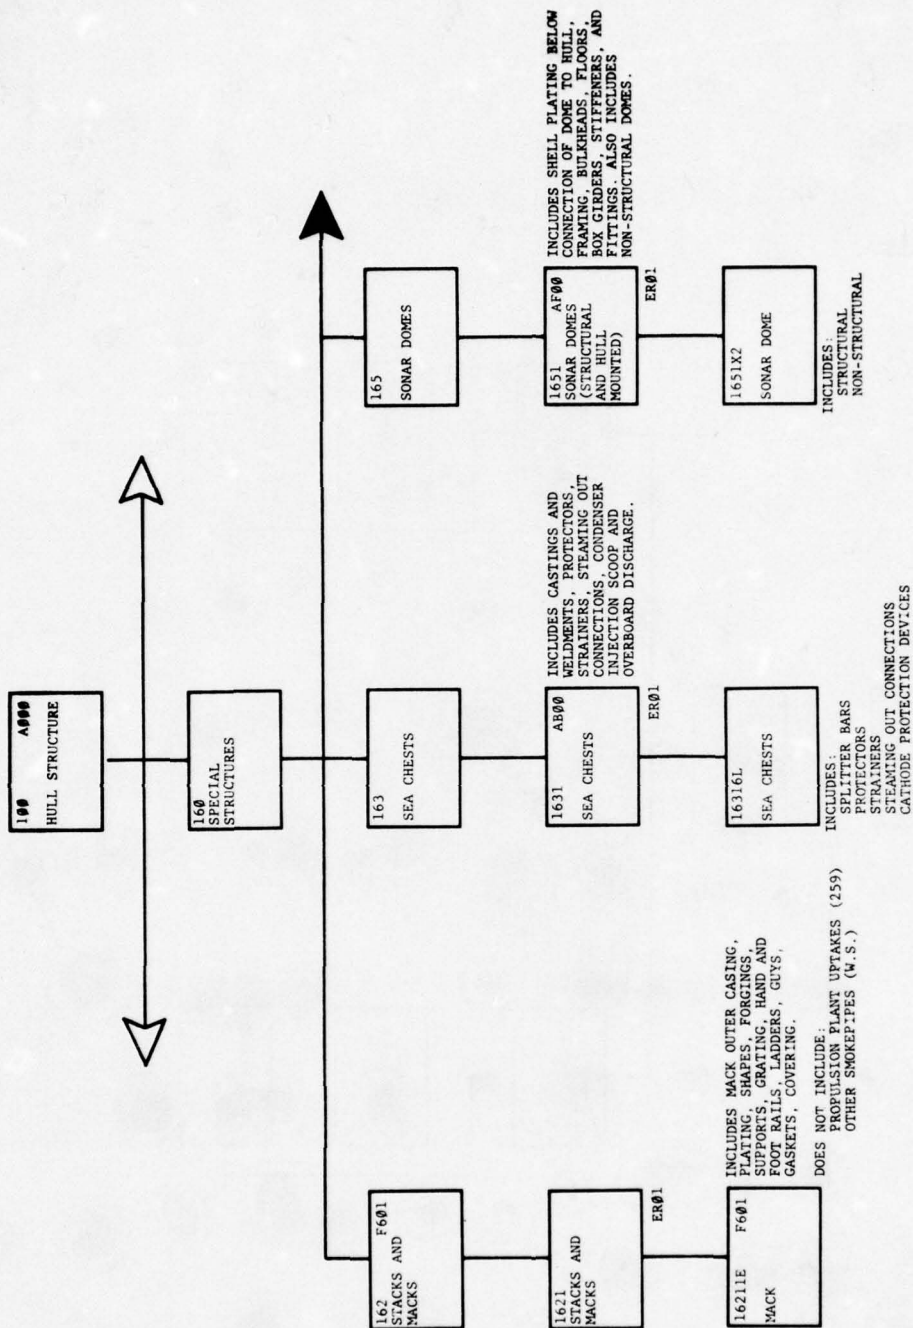 100 A000
HULL STRUCTURE
160
SPECIAL
STRUCTURES
162 F601
STACKS AND
MACKS
1621
STACKS AND
MACKS
ER01
16211E F601
MACK
INCLUDES MACK OUTER CASING,
PLATING, SHAPES, FORGINGS,
SUPPORTS, GRATING, HAND AND
FOOT RAILS, LADDERS, GUYS,
GASKETS, COVERING.
DOES NOT INCLUDE:
PROPULSION PLANT UPTAKES (259)
OTHER SMOKEPIPES (W.S.)
163
SEA CHESTS
1631 AB00
SEA CHESTS
INCLUDES CASTINGS AND
WELDMENTS, PROTECTORS,
STRAINERS, STEAMING OUT
CONNECTIONS, CONDENSER
INJECTION SCOOP AND
OVERBOARD DISCHARGE.
ER01
16316L
SEA CHESTS
INCLUDES:
SPLITTER BARS
PROTECTORS
STRAINERS
STEAMING OUT CONNECTIONS
CATHODE PROTECTION DEVICES
165
SONAR DOMES
1651 AF00
SONAR DOMES
(STRUCTURAL
AND HULL
MOUNTED)
INCLUDES SHELL PLATING BELOW
CONNECTION OF DOME TO HULL,
FRAMING, BULKHEADS, FLOORS,
BOX GIRDERS, STIFFENERS, AND
FITTINGS. ALSO INCLUDES
NON-STRUCTURAL DOMES.
ER01
1651X2
SONAR DOME
INCLUDES:
STRUCTURAL
NON-STRUCTURAL